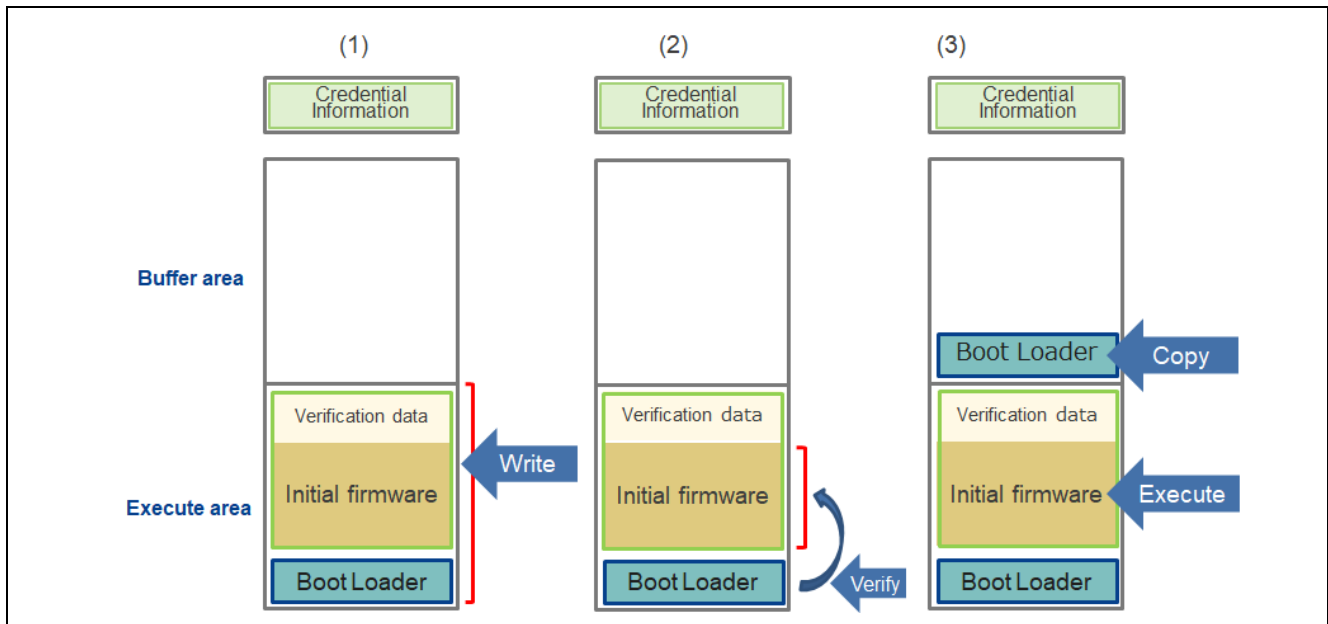 (1)
(2)
(3)
Credential
Information
Credential
Information
Credential
Information
Buffer area
Boot Loader
Copy
Verification data
Verification data
Verification data
Write
Initial firmware
Initial firmware
Initial firmware
Execute
Execute area
Boot Loader
Boot Loader
Verify
Boot Loader